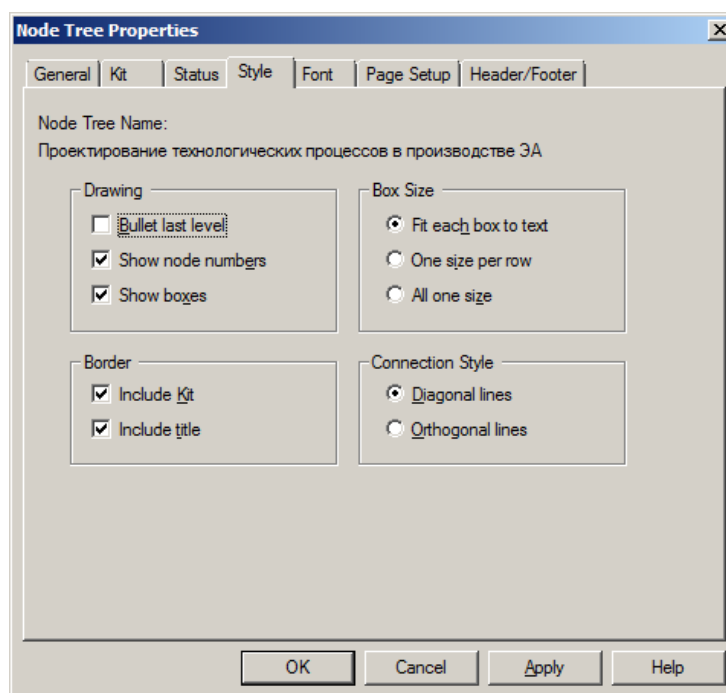 Node Tree Properties
General Kit Status Style Font Page Setup Header/Footer
Node Tree Name:
Проектирование технологических процессов в производстве ЭА
Drawing
Bullet last level
Show node numbers
Show boxes
Box Size
Fit each box to text
One size per row
All one size
Border
Include Kit
Include title
Connection Style
Diagonal lines
Orthogonal lines
OK Cancel Apply Help